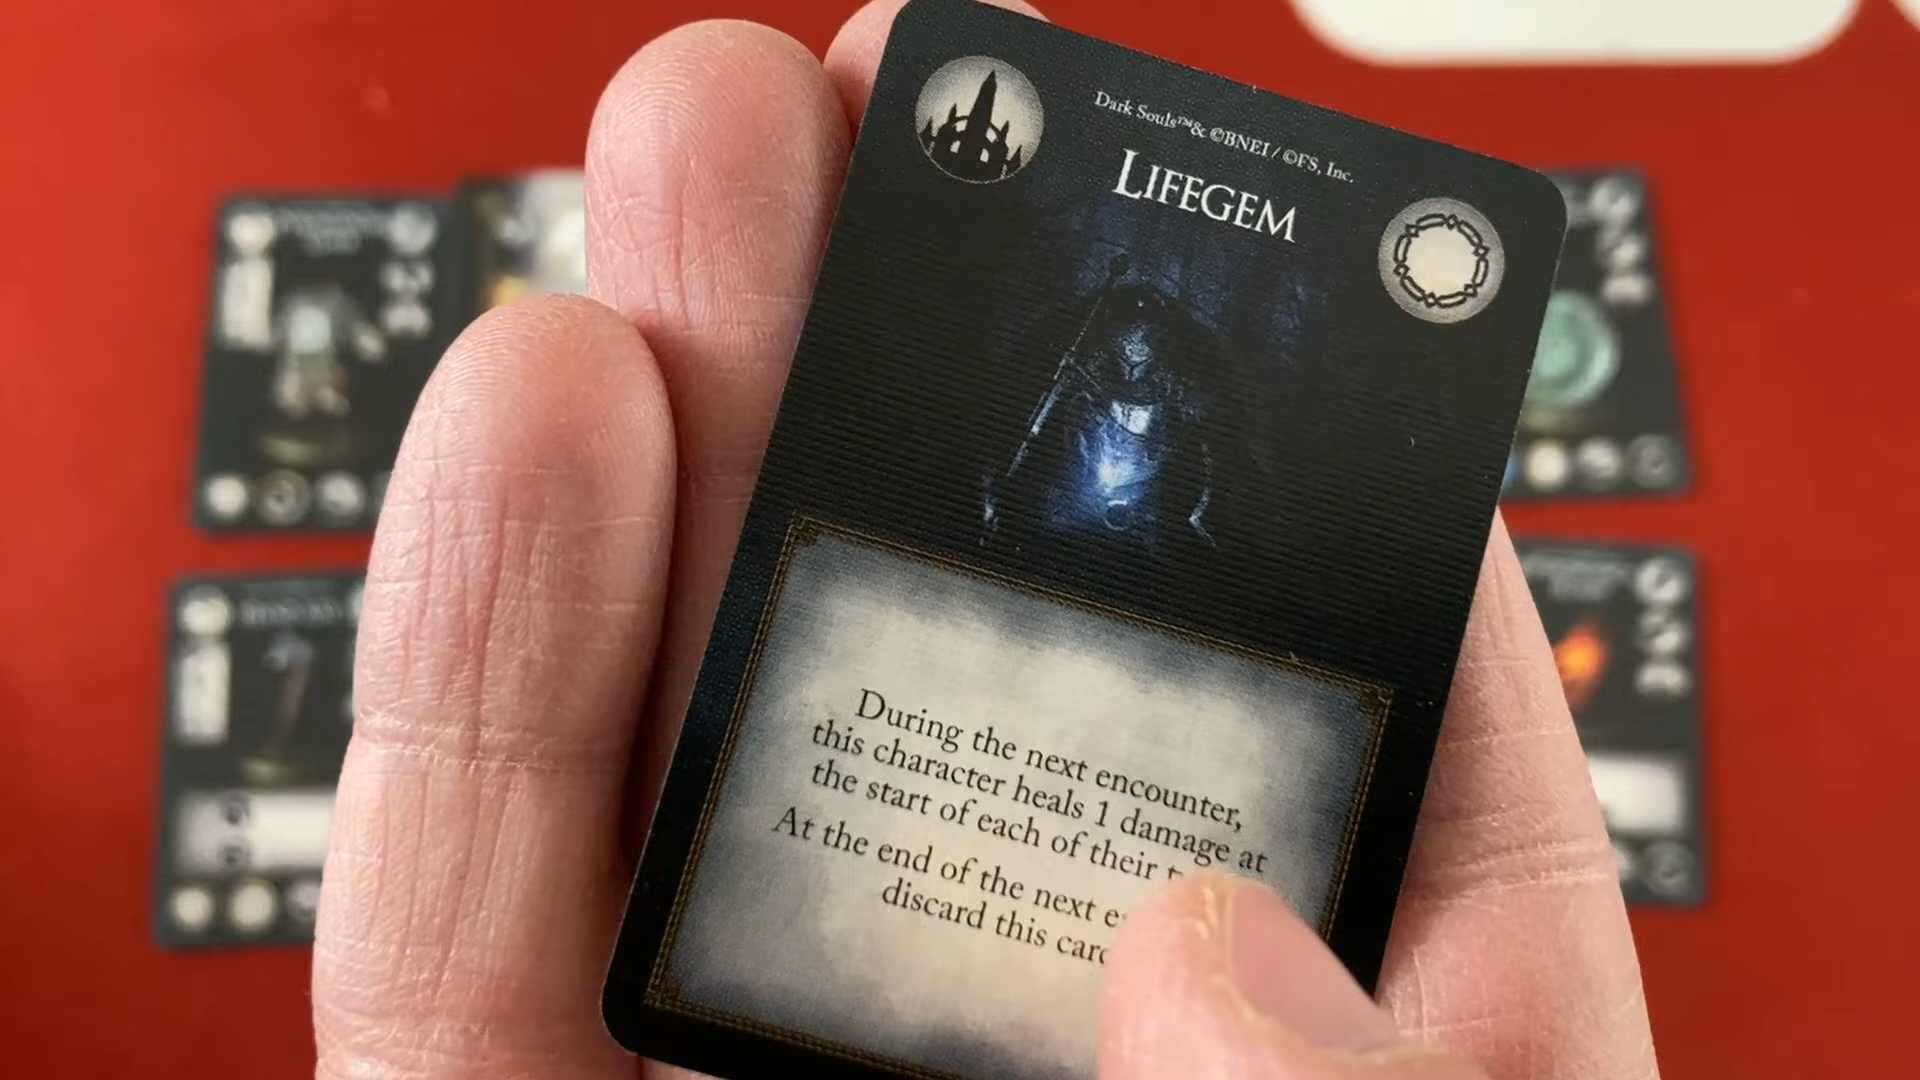 Dark Souls™& ©BNEI / ©FS, Inc.
LIFEGEM
During the next encounter,
this character heals 1 damage at
the start of each of their
At the end of the next
discard this